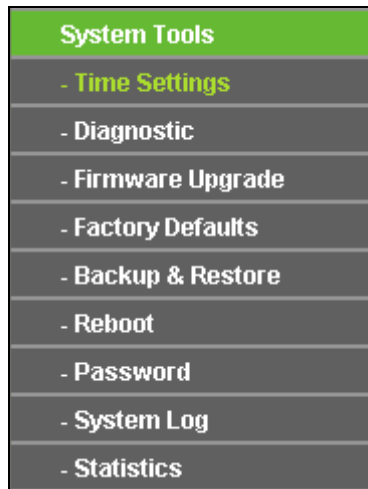 System Tools
- Time Settings
- Diagnostic
- Firmware Upgrade
- Factory Defaults
- Backup & Restore
- Reboot
- Password
- System Log
- Statistics